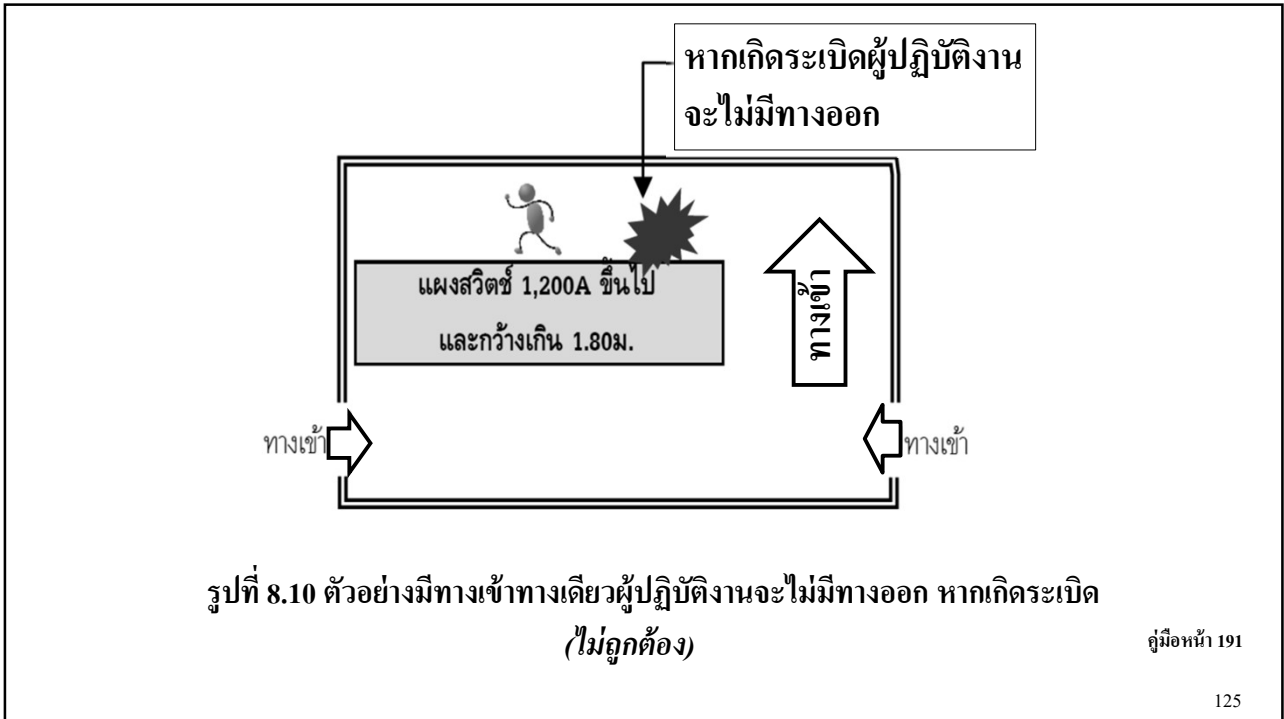 หากเกิดระเบิดผู้ปฏิบัติงาน
จะไม่มีทางออก
แผงสวิตช์ 1,200A ขึ้นไป
และกว้างเกิน 1.80ม.
ทางเข้า
ทางเข้า
ทางเข้า
รูปที่ 8.10 ตัวอย่างมีทางเข้าทางเดียวผู้ปฏิบัติงานจะไม่มีทางออก หากเกิดระเบิด
(ไม่ถูกต้อง)
คู่มือหน้า 191
125